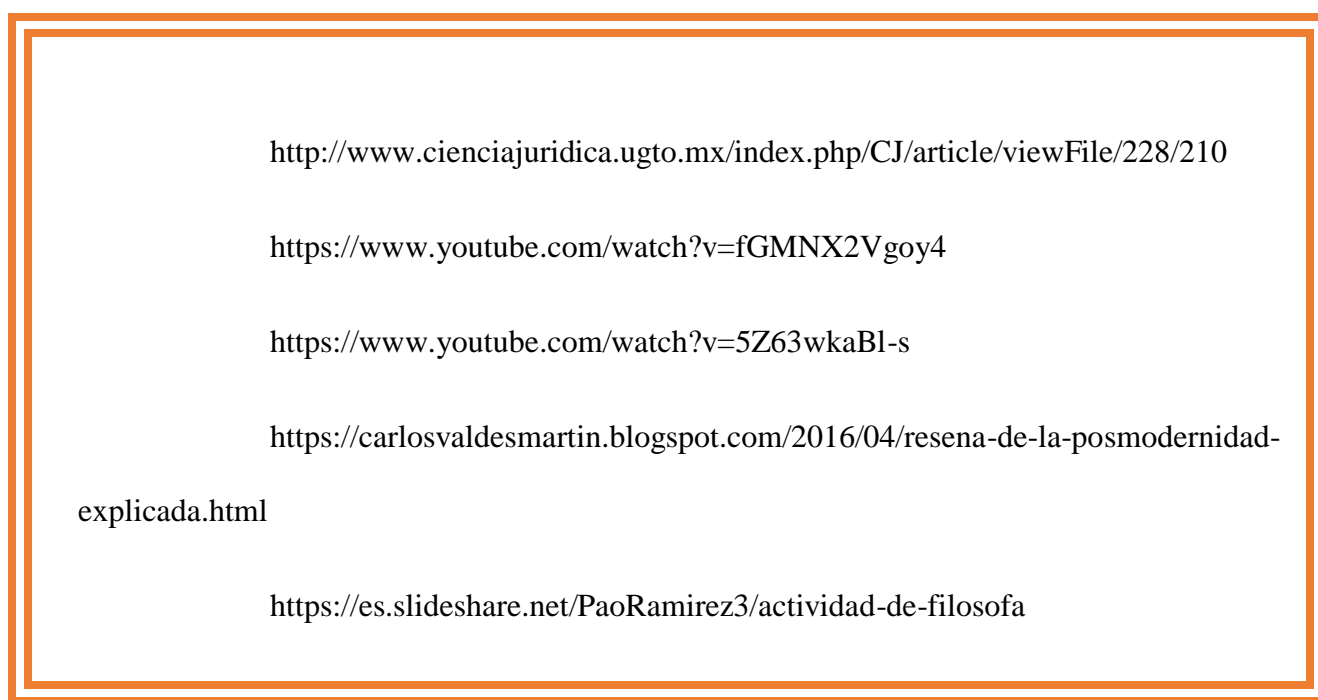 http://www.cienciajuridica.ugto.mx/index.php/CJ/article/viewFile/228/210
https://www.youtube.com/watch?v=fGMNX2Vgoy4
https://www.youtube.com/watch?v=5Z63wkaBl-s
https://carlosvaldesmartin.blogspot.com/2016/04/resena-de-la-posmodernidad-
explicada.html
https://es.slideshare.net/PaoRamirez3/actividad-de-filosofa